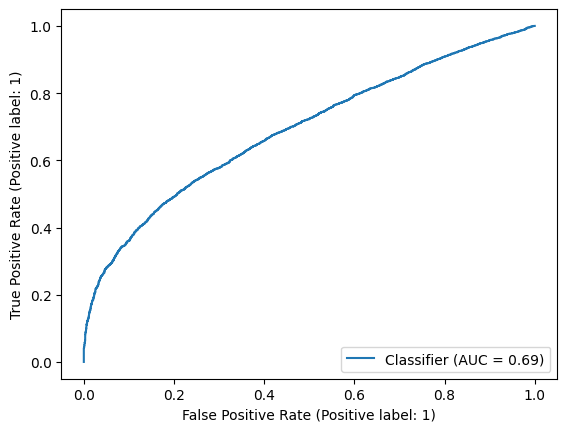 1.0
0.8
0.6
0.4
0.2
0.0
True Positive Rate (Positive label: 1)
Classifier (AUC = 0.69)
0.0 0.2 0.4 0.6 0.8 1.0
False Positive Rate (Positive label: 1)